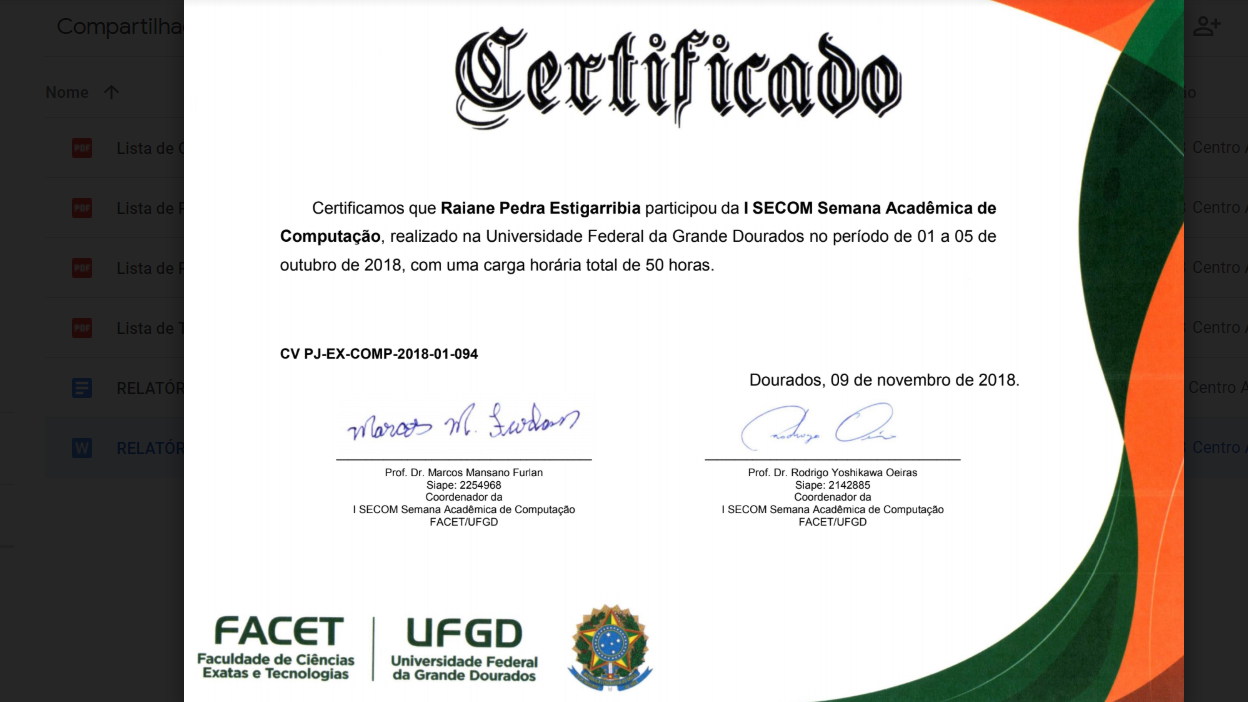 Certificado
Certificamos que Raiane Pedra Estigarribia participou da I SECOM Semana Acadêmica de
Computação, realizado na Universidade Federal da Grande Dourados no período de 01 a 05 de
outubro de 2018, com uma carga horária total de 50 horas.
CV PJ-EX-COMP-2018-01-094
Dourados, 09 de novembro de 2018.
Marcos M. Furlan
Prof. Dr. Marcos Mansano Furlan
Siape: 2254968
Coordenador da
I SECOM Semana Acadêmica de Computação
FACET/UFGD
Prof. Dr. Rodrigo Yoshikawa Oeiras
Siape: 2142885
Coordenador da
I SECOM Semana Acadêmica de Computação
FACET/UFGD
FACET
Faculdade de Ciências
Exatas e Tecnologias
UFGD
Universidade Federal
da Grande Dourados
Nome
PDF Lista de
PDF Lista de
PDF Lista de
PDF Lista de
W
Centro
Centro
Centro
Centro
Centro
Centro